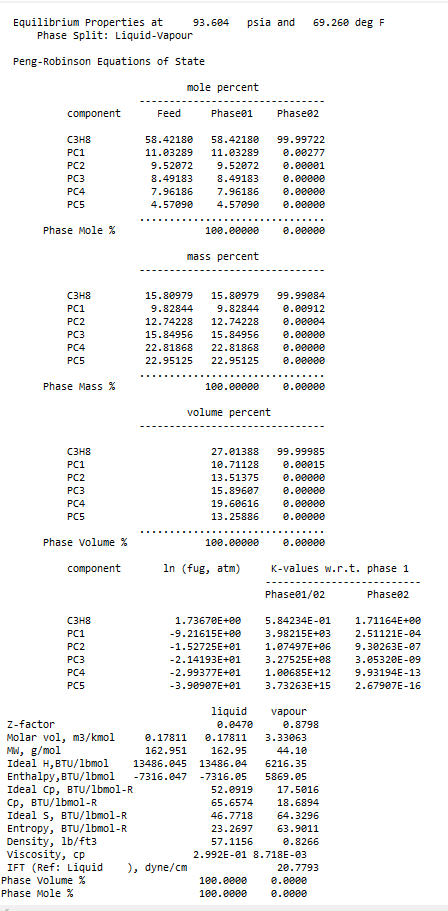 Equilibrium Properties at 93.604 psia and 69.260 deg F
Phase Split: Liquid-Vapour
Peng-Robinson Equations of State
mole percent
-------------------------------
component Feed Phase01 Phase02
C3H8 58.42180 58.42180 99.99722
PC1 11.03289 11.03289 0.00277
PC2 9.52072 9.52072 0.00001
PC3 8.49183 8.49183 0.00000
PC4 7.96186 7.96186 0.00000
PC5 4.57090 4.57090 0.00000
...............................
Phase Mole % 100.00000 0.00000
mass percent
-------------------------------
C3H8 15.80979 15.80979 99.99084
PC1 9.82844 9.82844 0.00912
PC2 12.74228 12.74228 0.00004
PC3 15.84956 15.84956 0.00000
PC4 22.81868 22.81868 0.00000
PC5 22.95125 22.95125 0.00000
...............................
Phase Mass % 100.00000 0.00000
volume percent
-------------------------------
C3H8 27.01388 99.99985
PC1 10.71128 0.00015
PC2 13.51375 0.00000
PC3 15.89607 0.00000
PC4 19.60616 0.00000
PC5 13.25886 0.00000
...............................
Phase Volume % 100.00000 0.00000
component ln (fug, atm) K-values w.r.t. phase 1
--------------------------
Phase01/02 Phase02
C3H8 1.73670E+00 5.84234E-01 1.71164E+00
PC1 -9.21615E+00 3.98215E+03 2.51121E-04
PC2 -1.52725E+01 1.07497E+06 9.30263E-07
PC3 -2.14193E+01 3.27525E+08 3.05320E-09
PC4 -2.99377E+01 1.00685E+12 9.93194E-13
PC5 -3.90907E+01 3.73263E+15 2.67907E-16
liquid vapour
Z-factor 0.0470 0.8798
Molar vol, m3/kmol 0.17811 0.17811 3.33063
MW, g/mol 162.951 162.95 44.10
Ideal H,BTU/lbmol 13486.045 13486.04 6216.35
Enthalpy,BTU/lbmol -7316.047 -7316.05 5869.05
Ideal Cp, BTU/lbmol-R 52.0919 17.5016
Cp, BTU/lbmol-R 65.6574 18.6894
Ideal S, BTU/lbmol-R 46.7718 64.3296
Entropy, BTU/lbmol-R 23.2697 63.9011
Density, lb/ft3 57.1156 0.8266
Viscosity, cp 2.992E-01 8.718E-03
IFT (Ref: Liquid ), dyne/cm 20.7793
Phase Volume % 100.0000 0.0000
Phase Mole % 100.0000 0.0000